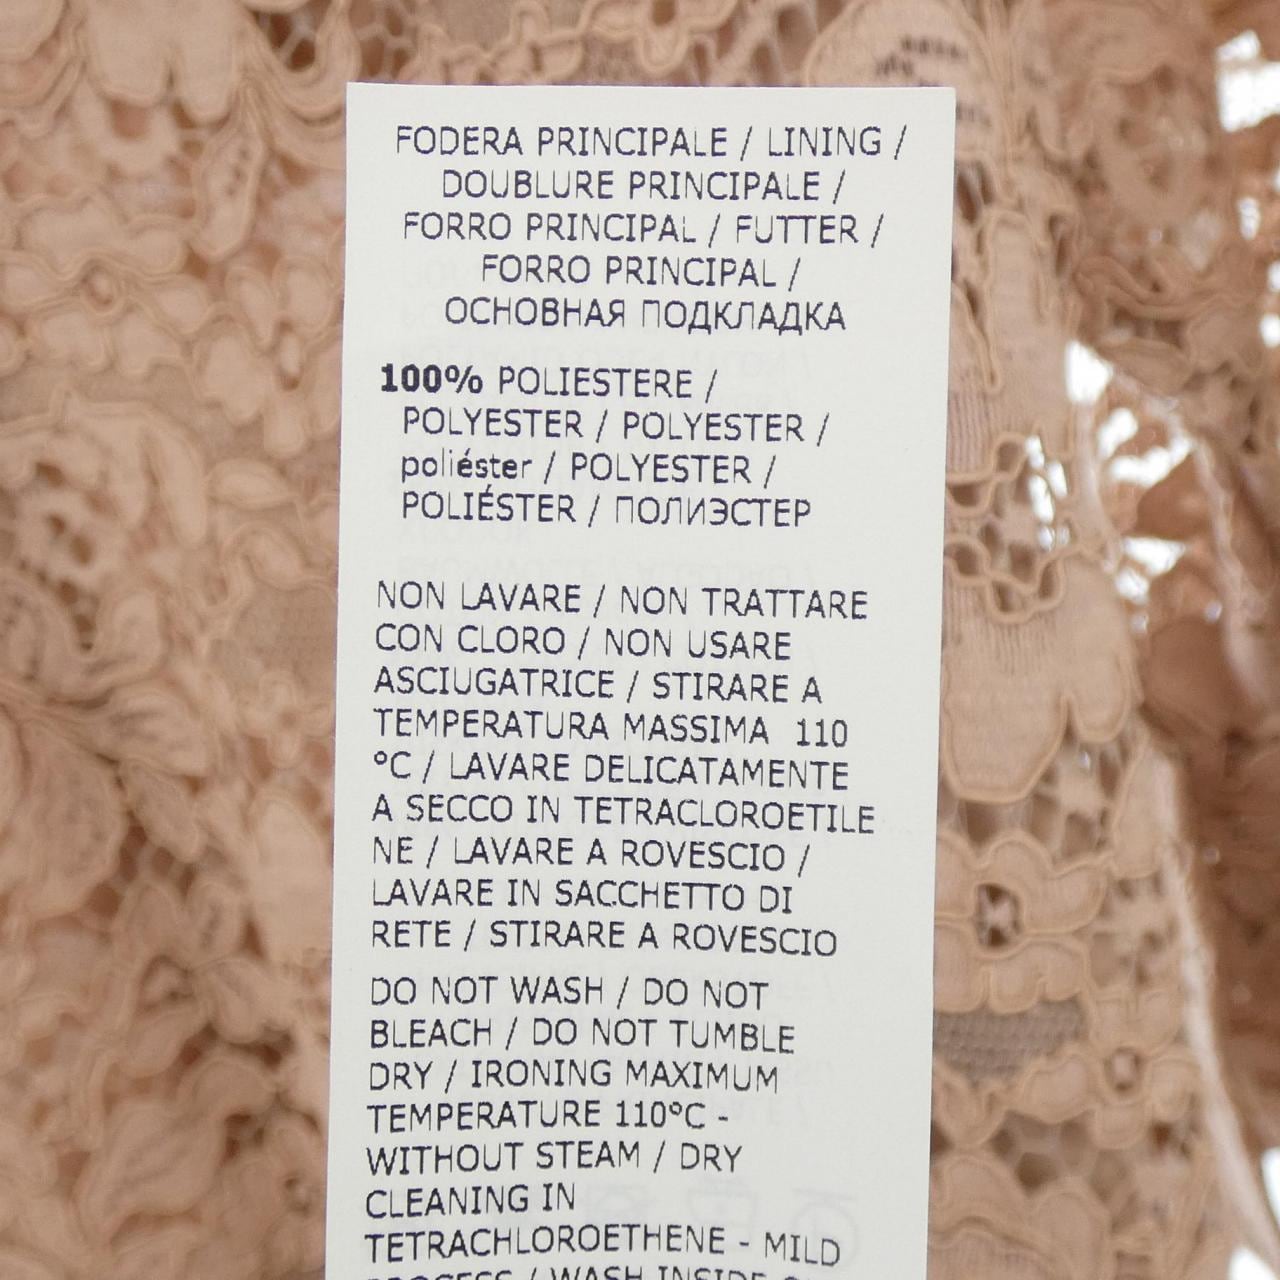 FODERA PRINCIPALE / LINING /
DOUBLURE PRINCIPALE /
FORRO PRINCIPAL / FUTTER /
FORRO PRINCIPAL /
ОСНОВНАЯ ПОДКЛАДКА
100% POLIESTERE /
POLYESTER / POLYESTER /
poliéster / POLYESTER /
POLIÉSTER / ПОЛИЭСТЕР
NON LAVARE / NON TRATTARE
CON CLORO / NON USARE
ASCIUGATRICE / STIRARE A
TEMPERATURA MASSIMA 110
°C / LAVARE DELICATAMENTE
A SECCO IN TETRACLOROETILE
NE / LAVARE A ROVESCIO /
LAVARE IN SACCHETTO DI
RETE / STIRARE A ROVESCIO
DO NOT WASH / DO NOT
BLEACH / DO NOT TUMBLE
DRY / IRONING MAXIMUM
TEMPERATURE 110°C -
WITHOUT STEAM / DRY
CLEANING IN
TETRACHLOROETHENE - MILD
PROCESS / WASH INSIDE